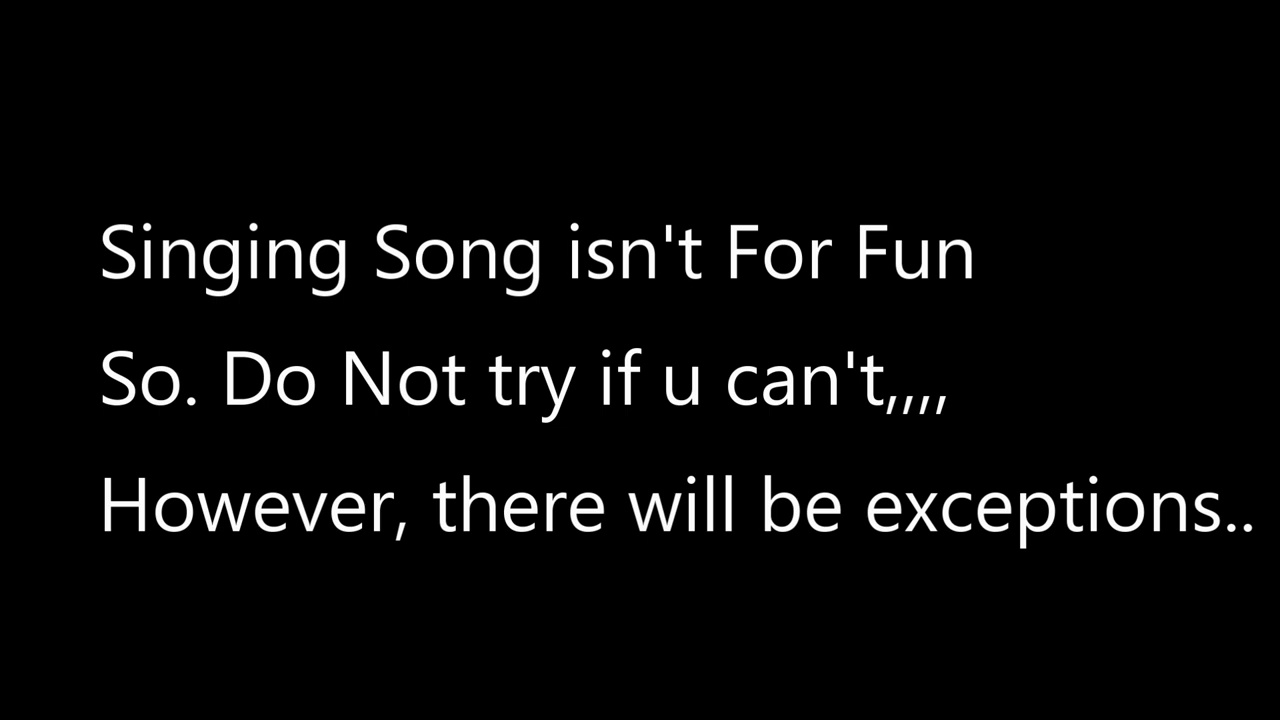 Singing Song isn't For Fun
So. Do Not try if u can't,,,,
However, there will be exceptions..